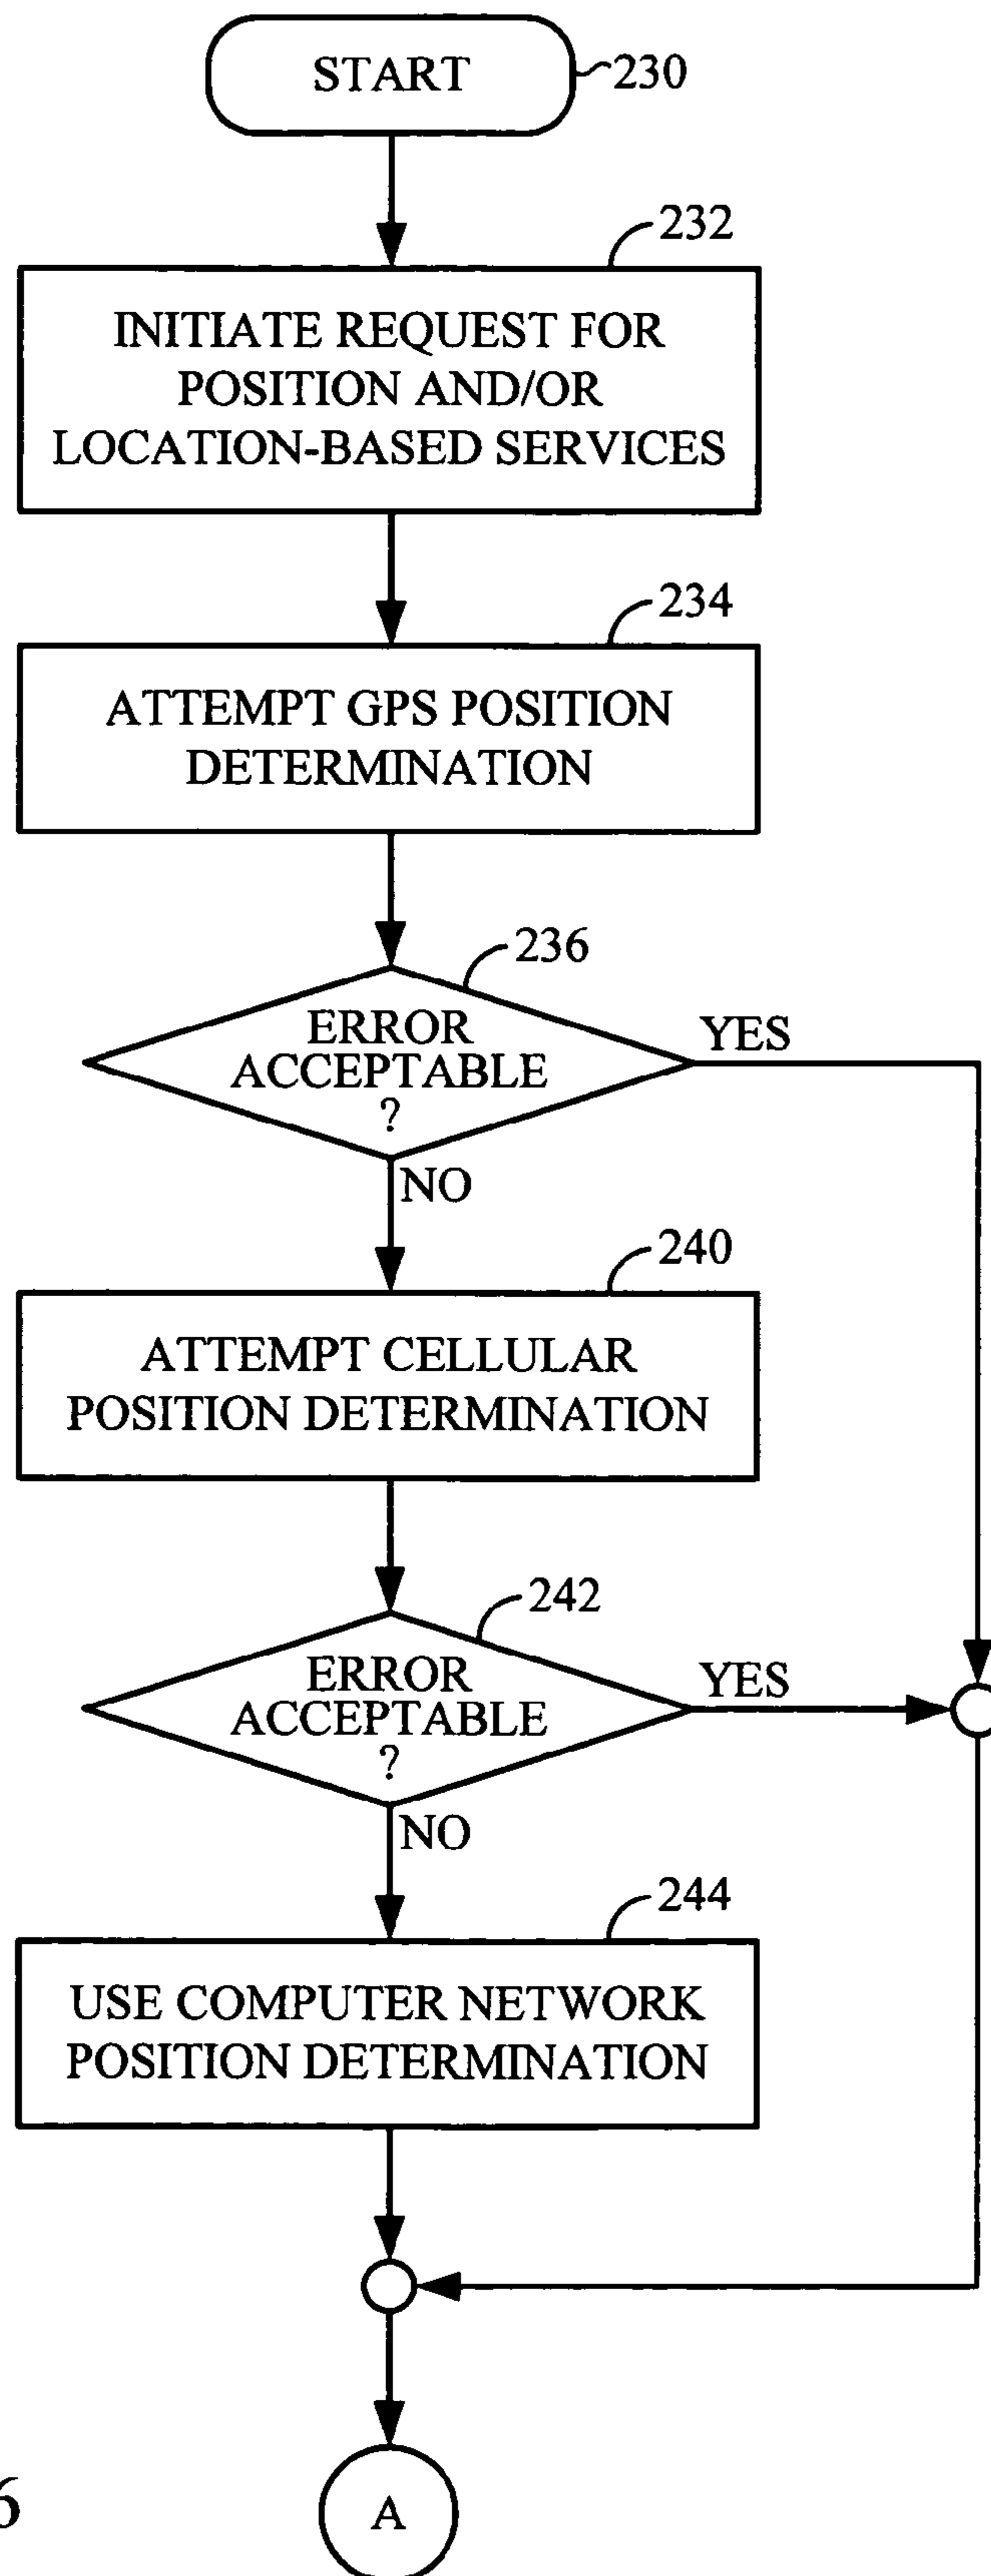 START
230
232
INITIATE REQUEST FOR
POSITION AND/OR
LOCATION-BASED SERVICES
234
ATTEMPT GPS POSITION
DETERMINATION
236
ERROR
ACCEPTABLE
?
YES
NO
240
ATTEMPT CELLULAR
POSITION DETERMINATION
242
ERROR
ACCEPTABLE
?
YES
NO
244
USE COMPUTER NETWORK
POSITION DETERMINATION
6
A